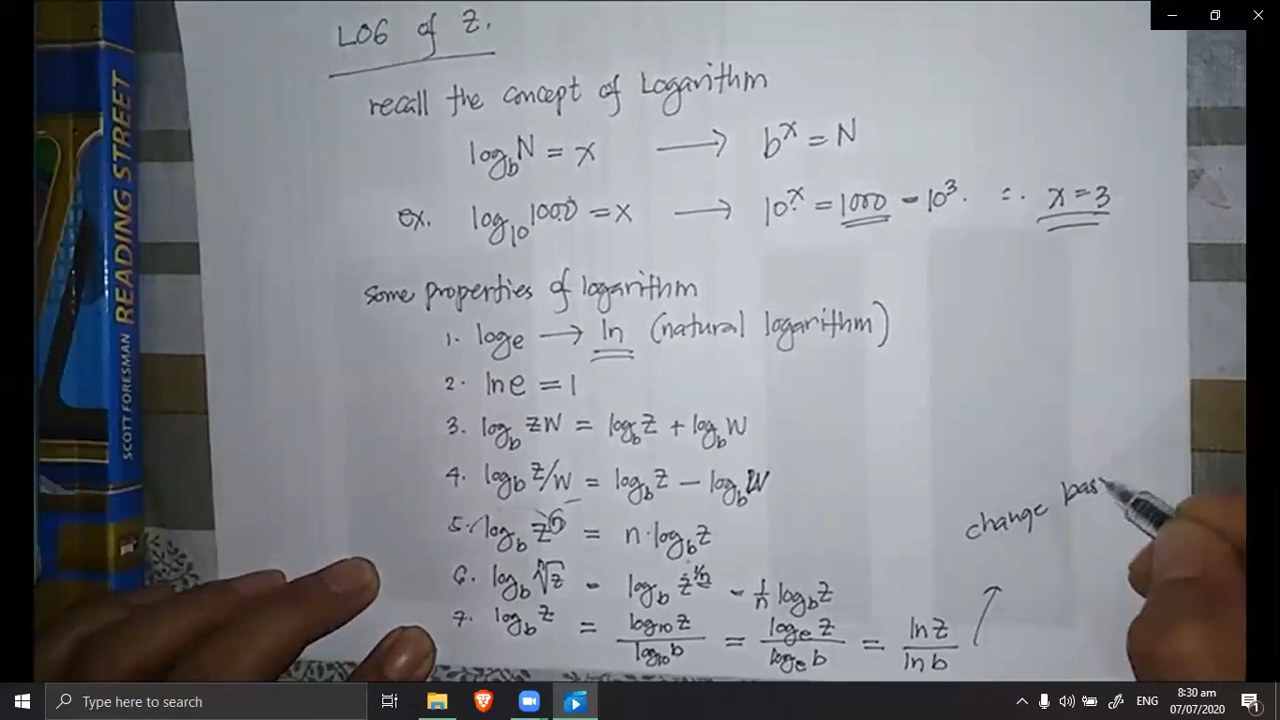 LOG of Z.
recall the concept of Logarithm
log_b N = x ⟶ b^x = N
ex. log_10 1000 = x ⟶ 10^x = 1000 = 10^3. ∴ x = 3
some properties of logarithm
1. log e ⟶ ln (natural logarithm)
2. ln e = 1
3. log_b ZW = log_b Z + log_b W
4. log_b Z/W = log_b Z − log_b W
5. log_b Z = n·log_b Z
6. log_b ⁿ√Z = log_b Z^1/n = 1/n log_b Z
7. log_b Z = log_10 Z / log_10 b = log_e Z / log_e b = ln Z / ln b
change bas
SCOTT FORESMAN READING STREET
Type here to search
ENG
8:30 am
07/07/2020
1